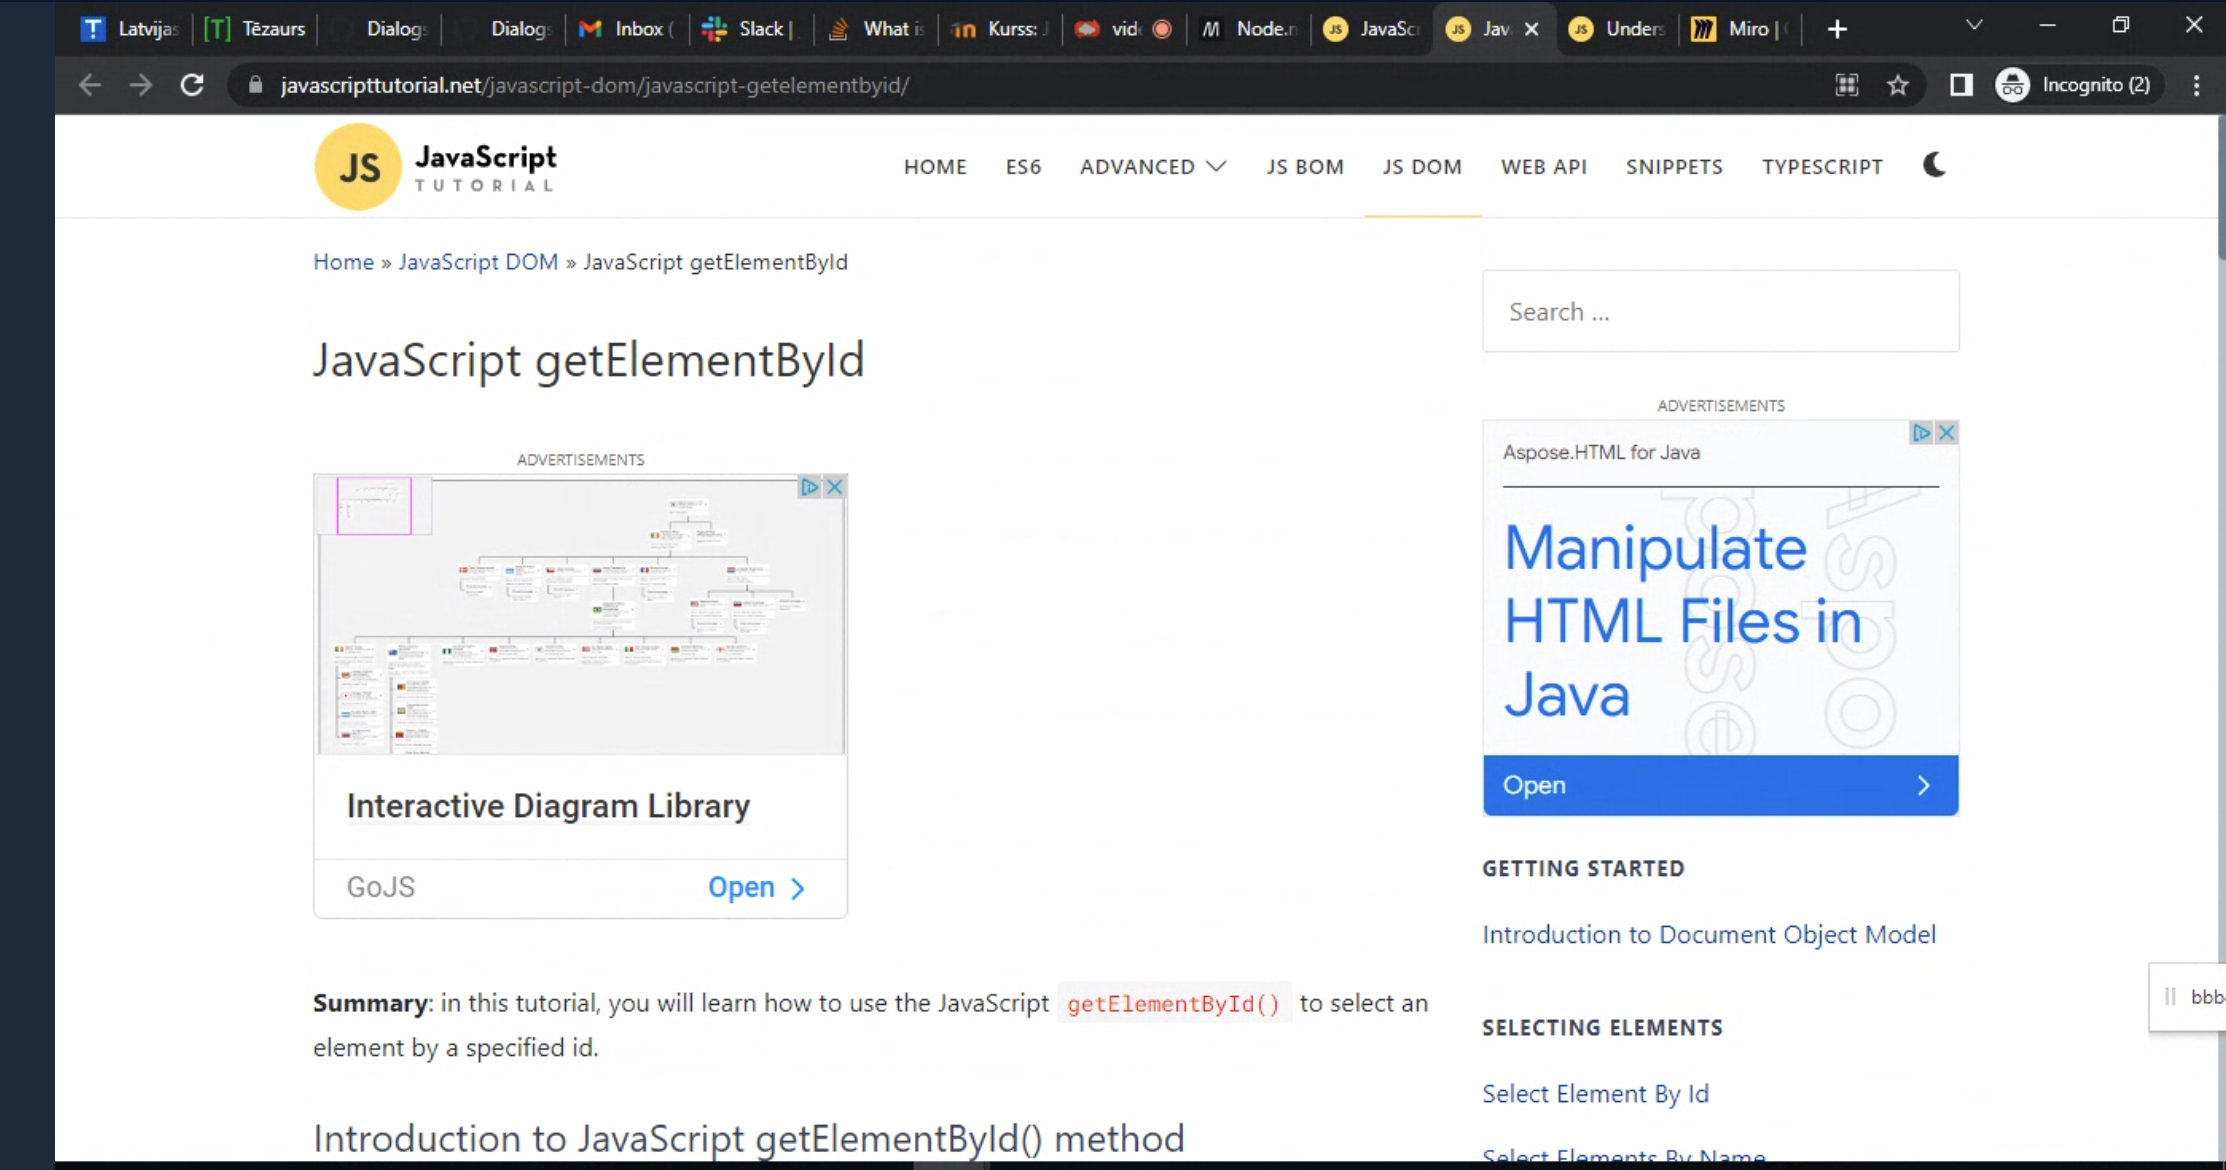 Latvijas
[T] Tēzaurs
Dialogs
Dialogs
Inbox (
Slack |
What is
Kurss: J
vid
Node.n
JavaSc
Jav
Unders
Miro |
javascripttutorial.net/javascript-dom/javascript-getelementbyid/
Incognito (2)
JS
JavaScript
TUTORIAL
HOME
ES6
ADVANCED
JS BOM
JS DOM
WEB API
SNIPPETS
TYPESCRIPT
Home » JavaScript DOM » JavaScript getElementById
Search ...
JavaScript getElementById
ADVERTISEMENTS
Interactive Diagram Library
GoJS
Open
ADVERTISEMENTS
Aspose.HTML for Java
Manipulate
HTML Files in
Java
Open
Summary: in this tutorial, you will learn how to use the JavaScript getElementById() to select an
element by a specified id.
Introduction to JavaScript getElementById() method
GETTING STARTED
Introduction to Document Object Model
SELECTING ELEMENTS
Select Element By Id
Select Elements By Name
bbb